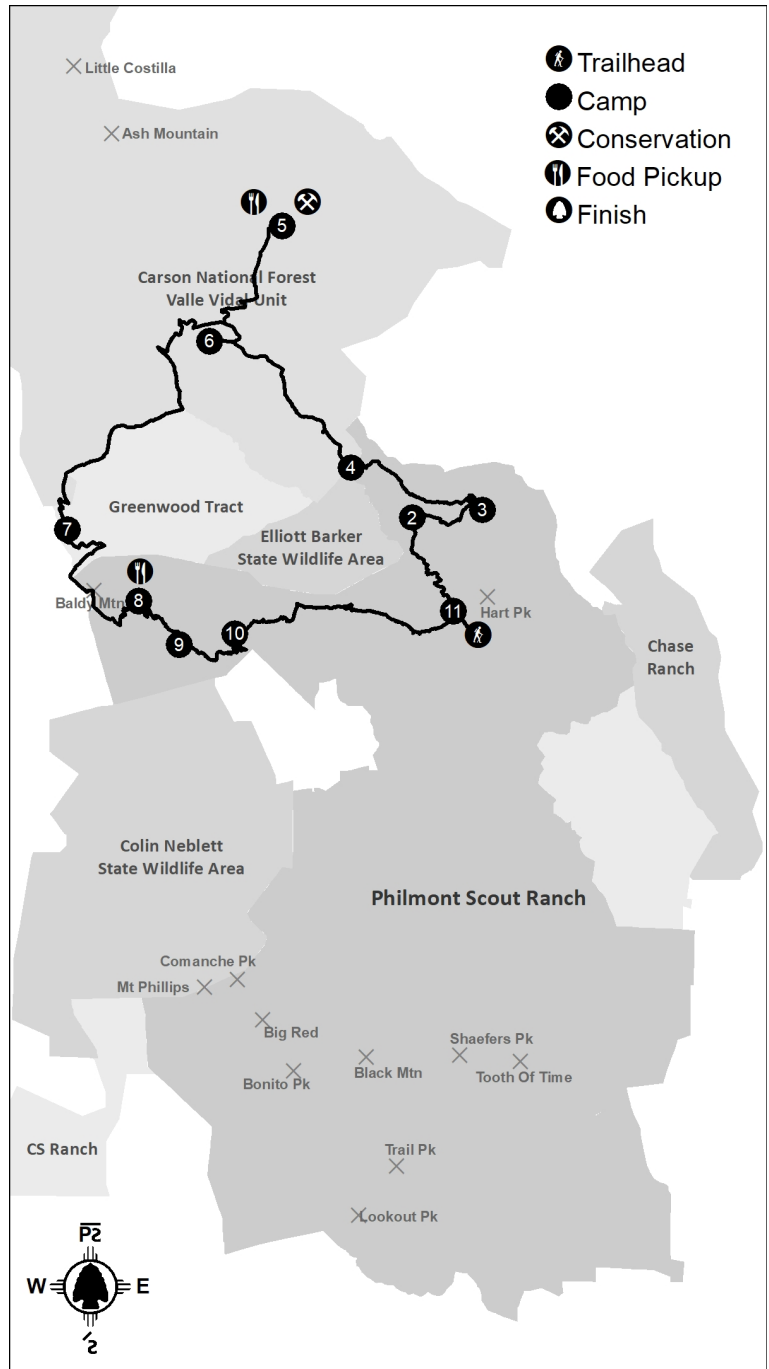 Little Costilla
Ash Mountain
Trailhead
Camp
Conservation
Food Pickup
Finish
5
Carson National Forest
Valle Vidal Unit
6
4
Greenwood Tract
3
2
7
Elliott Barker
State Wildlife Area
Baldy Mtn
8
11
Hart Pk
10
9
Chase
Ranch
Colin Neblett
State Wildlife Area
Philmont Scout Ranch
Comanche Pk
Mt Phillips
Big Red
Shaefers Pk
Black Mtn
Tooth Of Time
Bonito Pk
CS Ranch
Trail Pk
Lookout Pk
W
E